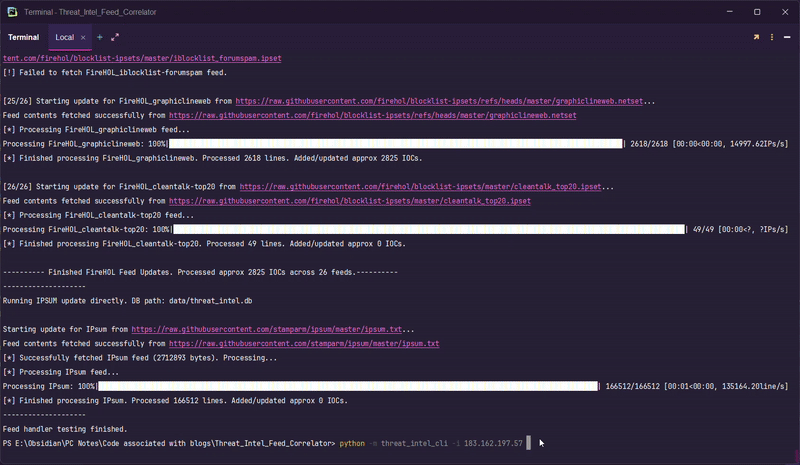 Terminal - Threat_Intel_Feed_Correlator
Terminal Local × +
tent.com/firehol/blocklist-ipsets/master/iblocklist_forumspam.ipset
[!] Failed to fetch FireHOL_iblocklist-forumspam feed.
[25/26] Starting update for FireHOL_graphiclineweb from https://raw.githubusercontent.com/firehol/blocklist-ipsets/refs/heads/master/graphiclineweb.netset...
Feed contents fetched successfully from https://raw.githubusercontent.com/firehol/blocklist-ipsets/refs/heads/master/graphiclineweb.netset
[*] Processing FireHOL_graphiclineweb feed...
Processing FireHOL_graphiclineweb: 100%| | 2618/2618 [00:00<00:00, 14997.62IPs/s]
[*] Finished processing FireHOL_graphiclineweb. Processed 2618 lines. Added/updated approx 2825 IOCs.
[26/26] Starting update for FireHOL_cleantalk-top20 from https://raw.githubusercontent.com/firehol/blocklist-ipsets/master/cleantalk_top20.ipset...
Feed contents fetched successfully from https://raw.githubusercontent.com/firehol/blocklist-ipsets/master/cleantalk_top20.ipset
[*] Processing FireHOL_cleantalk-top20 feed...
Processing FireHOL_cleantalk-top20: 100%| | 49/49 [00:00<?, ?IPs/s]
[*] Finished processing FireHOL_cleantalk-top20. Processed 49 lines. Added/updated approx 0 IOCs.
---------- Finished FireHOL Feed Updates. Processed approx 2825 IOCs across 26 feeds.----------
--------------------
Running IPSUM update directly. DB path: data/threat_intel.db
Starting update for IPsum from https://raw.githubusercontent.com/stamparm/ipsum/master/ipsum.txt...
Feed contents fetched successfully from https://raw.githubusercontent.com/stamparm/ipsum/master/ipsum.txt
[*] Successfully fetched IPsum feed (2712893 bytes). Processing...
[*] Processing IPsum feed...
Processing IPsum: 100%| | 166512/166512 [00:01<00:00, 135164.20line/s]
[*] Finished processing IPsum. Processed 166512 lines. Added/updated approx 0 IOCs.
--------------------
Feed handler testing finished.
PS E:\Obsidian\PC Notes\Code associated with blogs\Threat_Intel_Feed_Correlator> python -m threat_intel_cli -i 183.162.197.57